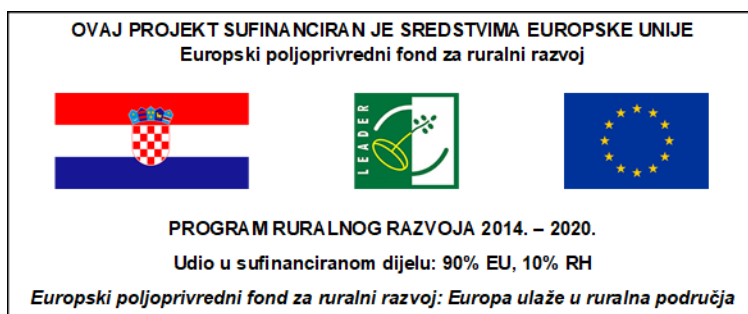 OVAJ PROJEKT SUFINANCIRAN JE SREDSTVIMA EUROPSKE UNIJE
Europski poljoprivredni fond za ruralni razvoj
LEADER
PROGRAM RURALNOG RAZVOJA 2014. – 2020.
Udio u sufinanciranom dijelu: 90% EU, 10% RH
Europski poljoprivredni fond za ruralni razvoj: Europa ulaže u ruralna područja